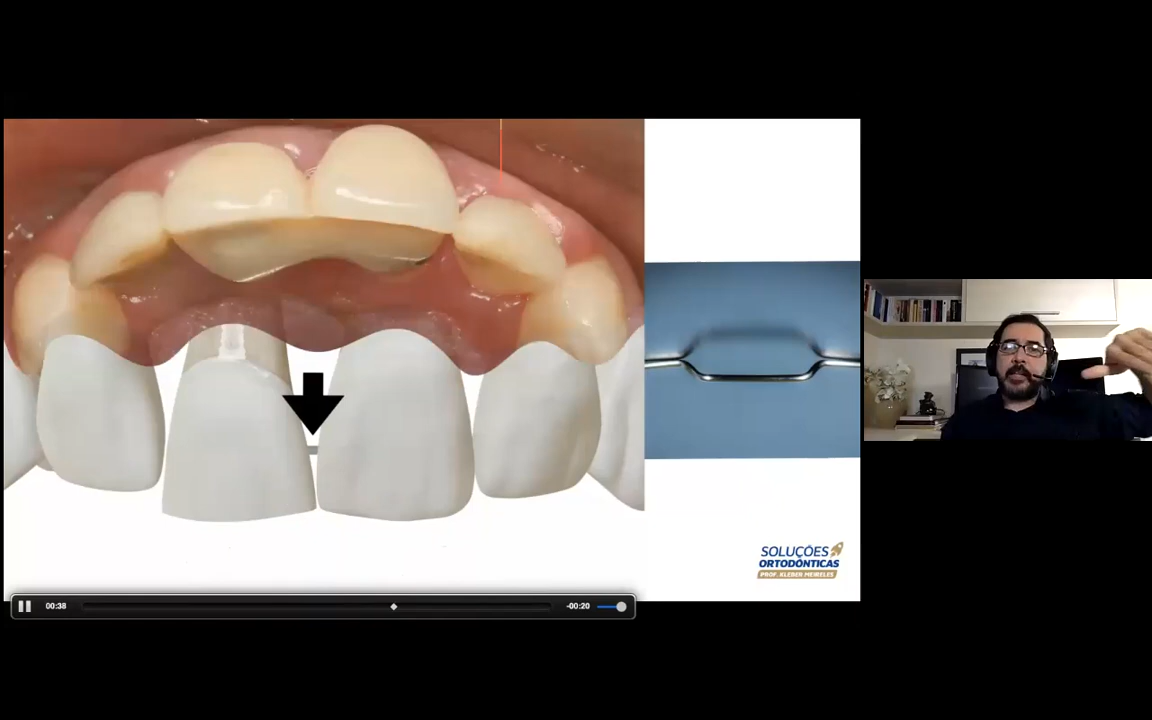 SOLUÇÕES
ORTODÔNTICAS
PROF. KLEBER MEIRELES
00:38
-00:20